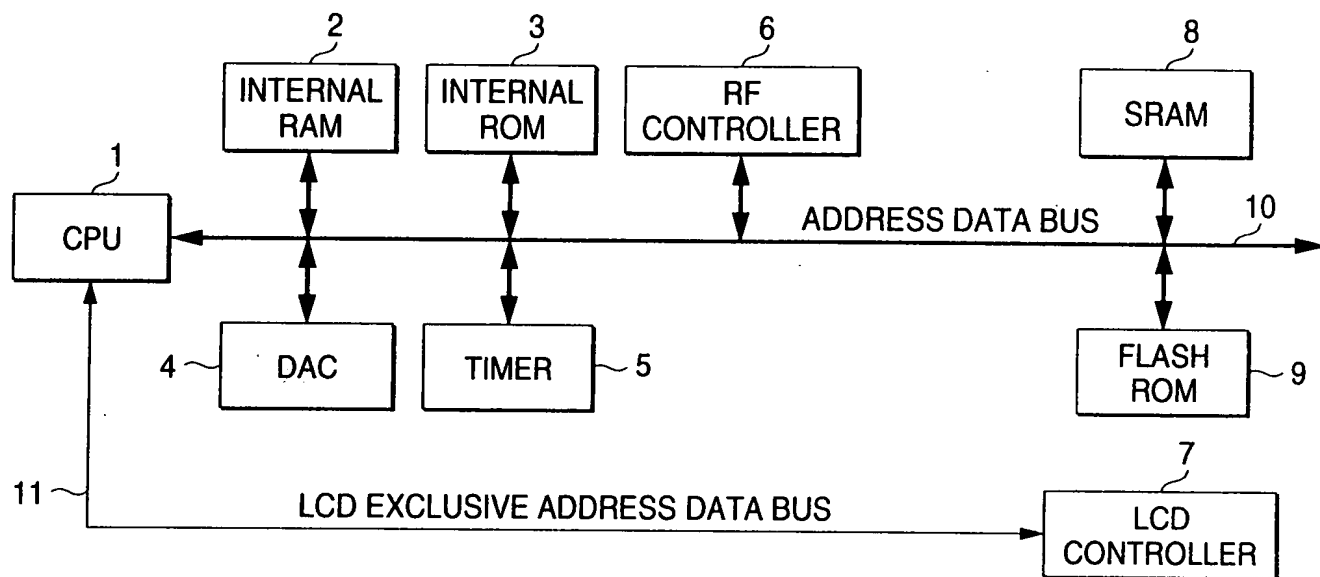 2
3
6
8
INTERNAL
RAM
INTERNAL
ROM
RF
CONTROLLER
SRAM
1
CPU
ADDRESS DATA BUS
10
4
DAC
TIMER
5
FLASH
ROM
9
7
11
LCD EXCLUSIVE ADDRESS DATA BUS
LCD
CONTROLLER